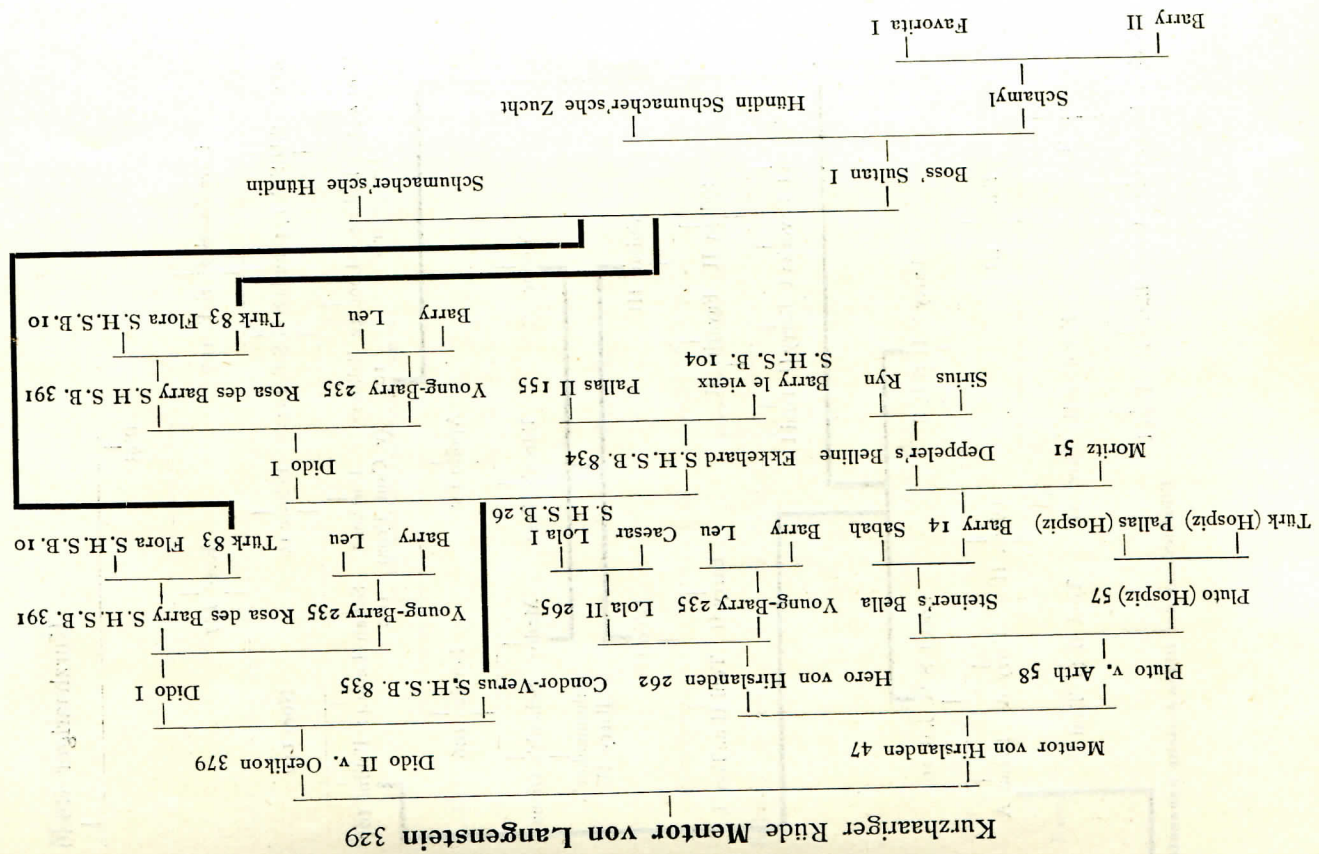 Kurzhaariger Rüde Mentor von Langenstein 329
Mentor von Hirslanden 47 Dido II v. Oerlikon 379
Pluto v. Arth 58 Hero von Hirslanden 262 Condor-Verus S.H.S.B. 835 Dido I
Pluto (Hospiz) 57 Steiner's Bella Young-Barry 235 Lola II 265 Young-Barry 235 Rosa des Barry S.H.S.B. 391
Türk (Hospiz) Pallas (Hospiz) Barry 14 Sabah Barry Leu Caesar Lola I Barry Leu Türk 83 Flora S.H.S.B. 10
S. H. S. B. 26
Moritz 51 Deppeler's Belline Ekkehard S.H.S.B. 834 Dido I
Sirius Ryn Barry le vieux Pallas II 155 Young-Barry 235 Rosa des Barry S.H S.B. 391
S. H. S. B. 104
Barry Leu Türk 83 Flora S.H.S.B. 10
Boss' Sultan I Schumacher'sche Hündin
Schamyl Hündin Schumacher'sche Zucht
Barry II Favorita I